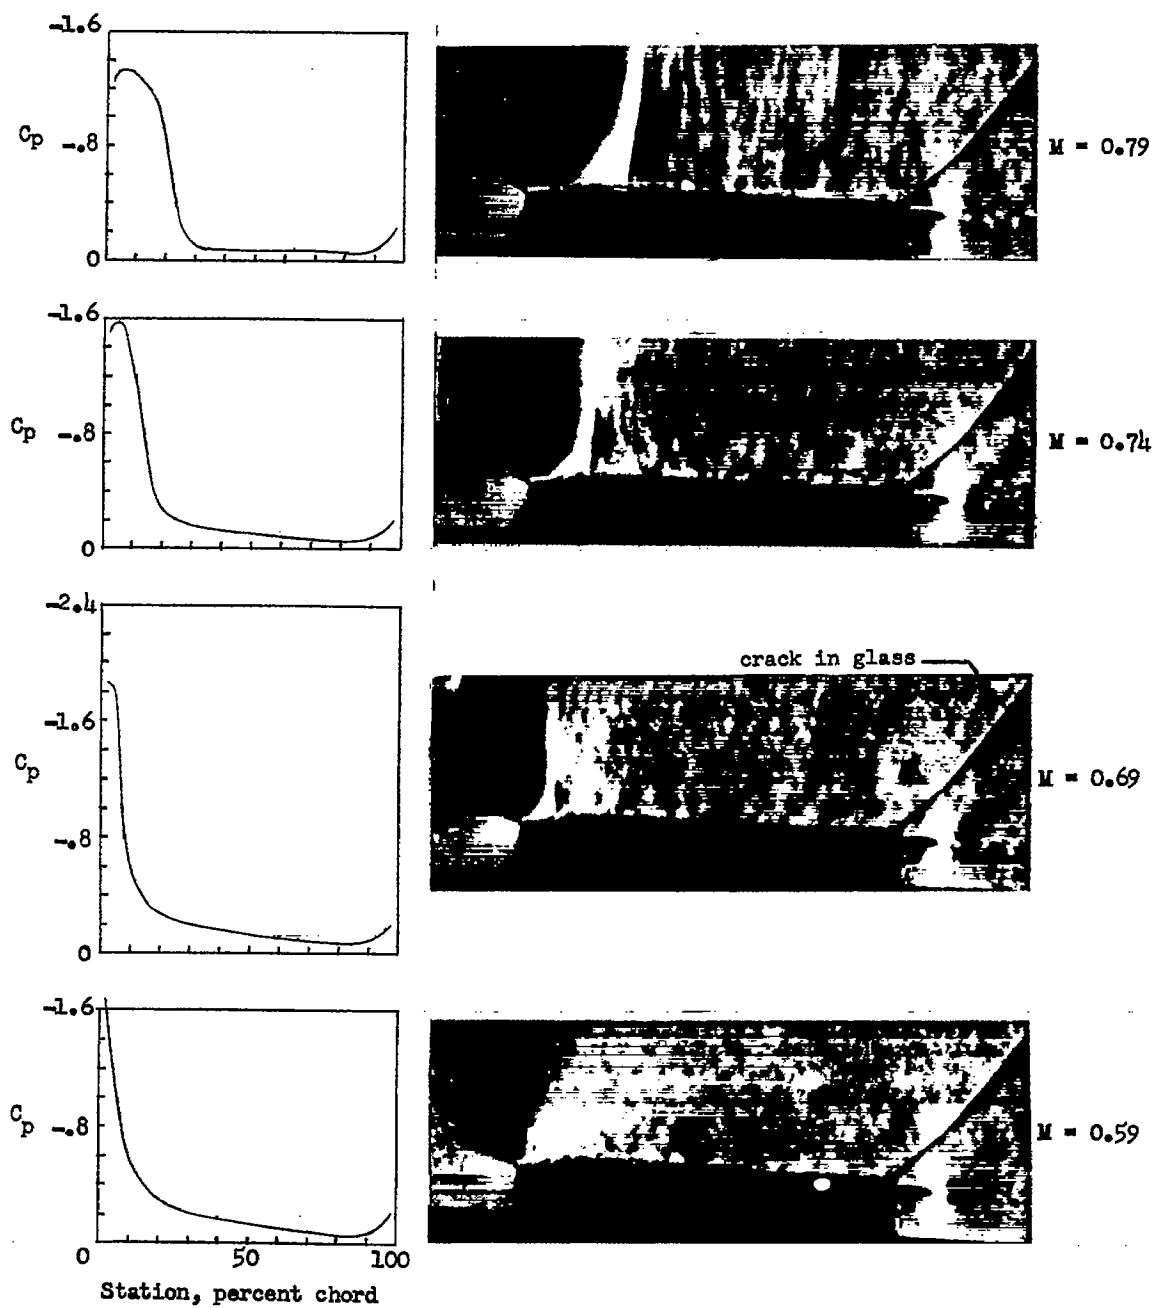 -1.6
Cp
-.8
0
M = 0.79
-1.6
Cp
-.8
0
M = 0.74
-2.4
-1.6
Cp
-.8
0
crack in glass
M = 0.69
-1.6
Cp
-.8
0
50
100
Station, percent chord
M = 0.59